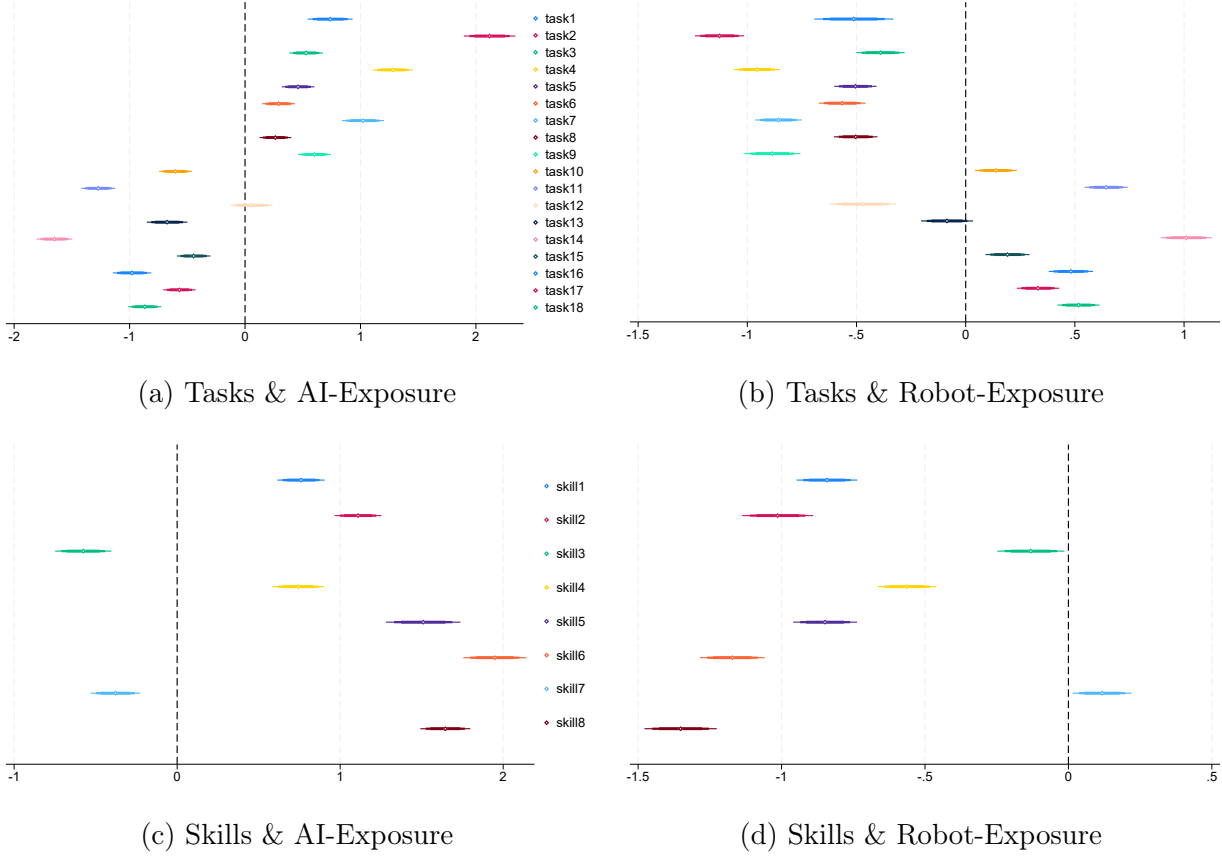 task1
task2
task3
task4
task5
task6
task7
task8
task9
task10
task11
task12
task13
task14
task15
task16
task17
task18
-2 -1 0 1 2
-1.5 -1 -.5 0 .5 1
(a) Tasks & AI-Exposure
(b) Tasks & Robot-Exposure
skill1
skill2
skill3
skill4
skill5
skill6
skill7
skill8
-1 0 1 2
-1.5 -1 -.5 0 .5
(c) Skills & AI-Exposure
(d) Skills & Robot-Exposure